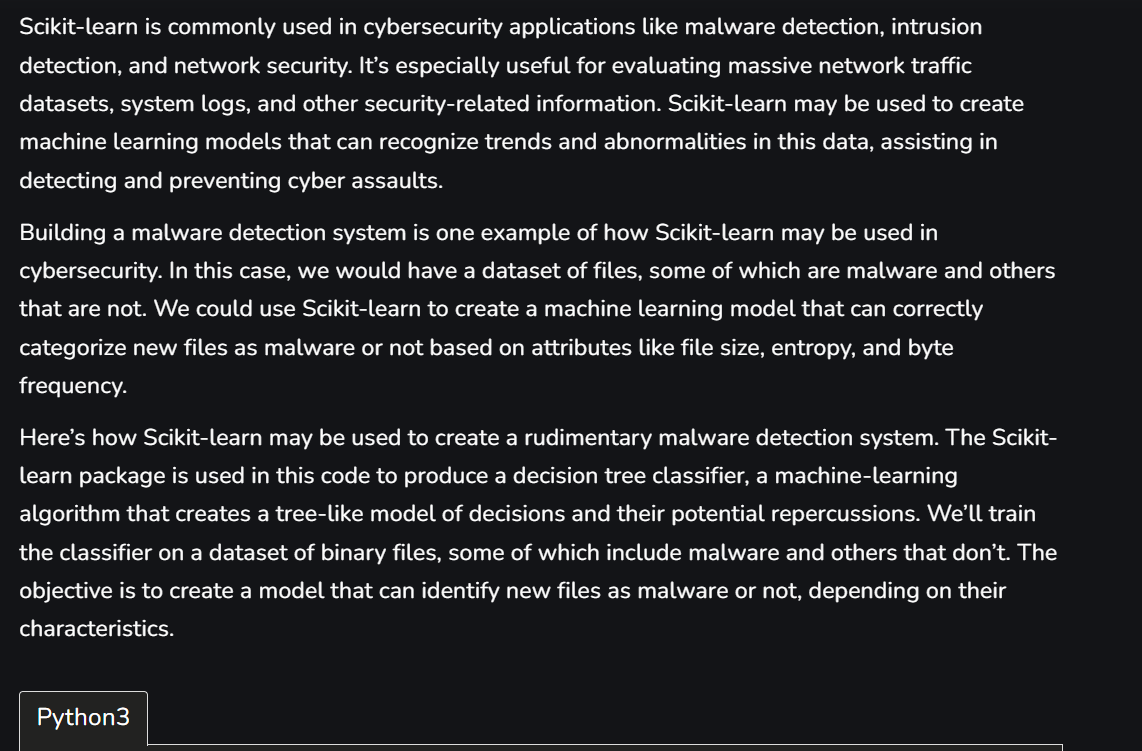 Scikit-learn is commonly used in cybersecurity applications like malware detection, intrusion
detection, and network security. It’s especially useful for evaluating massive network traffic
datasets, system logs, and other security-related information. Scikit-learn may be used to create
machine learning models that can recognize trends and abnormalities in this data, assisting in
detecting and preventing cyber assaults.
Building a malware detection system is one example of how Scikit-learn may be used in
cybersecurity. In this case, we would have a dataset of files, some of which are malware and others
that are not. We could use Scikit-learn to create a machine learning model that can correctly
categorize new files as malware or not based on attributes like file size, entropy, and byte
frequency.
Here’s how Scikit-learn may be used to create a rudimentary malware detection system. The Scikit-
learn package is used in this code to produce a decision tree classifier, a machine-learning
algorithm that creates a tree-like model of decisions and their potential repercussions. We’ll train
the classifier on a dataset of binary files, some of which include malware and others that don’t. The
objective is to create a model that can identify new files as malware or not, depending on their
characteristics.
Python3